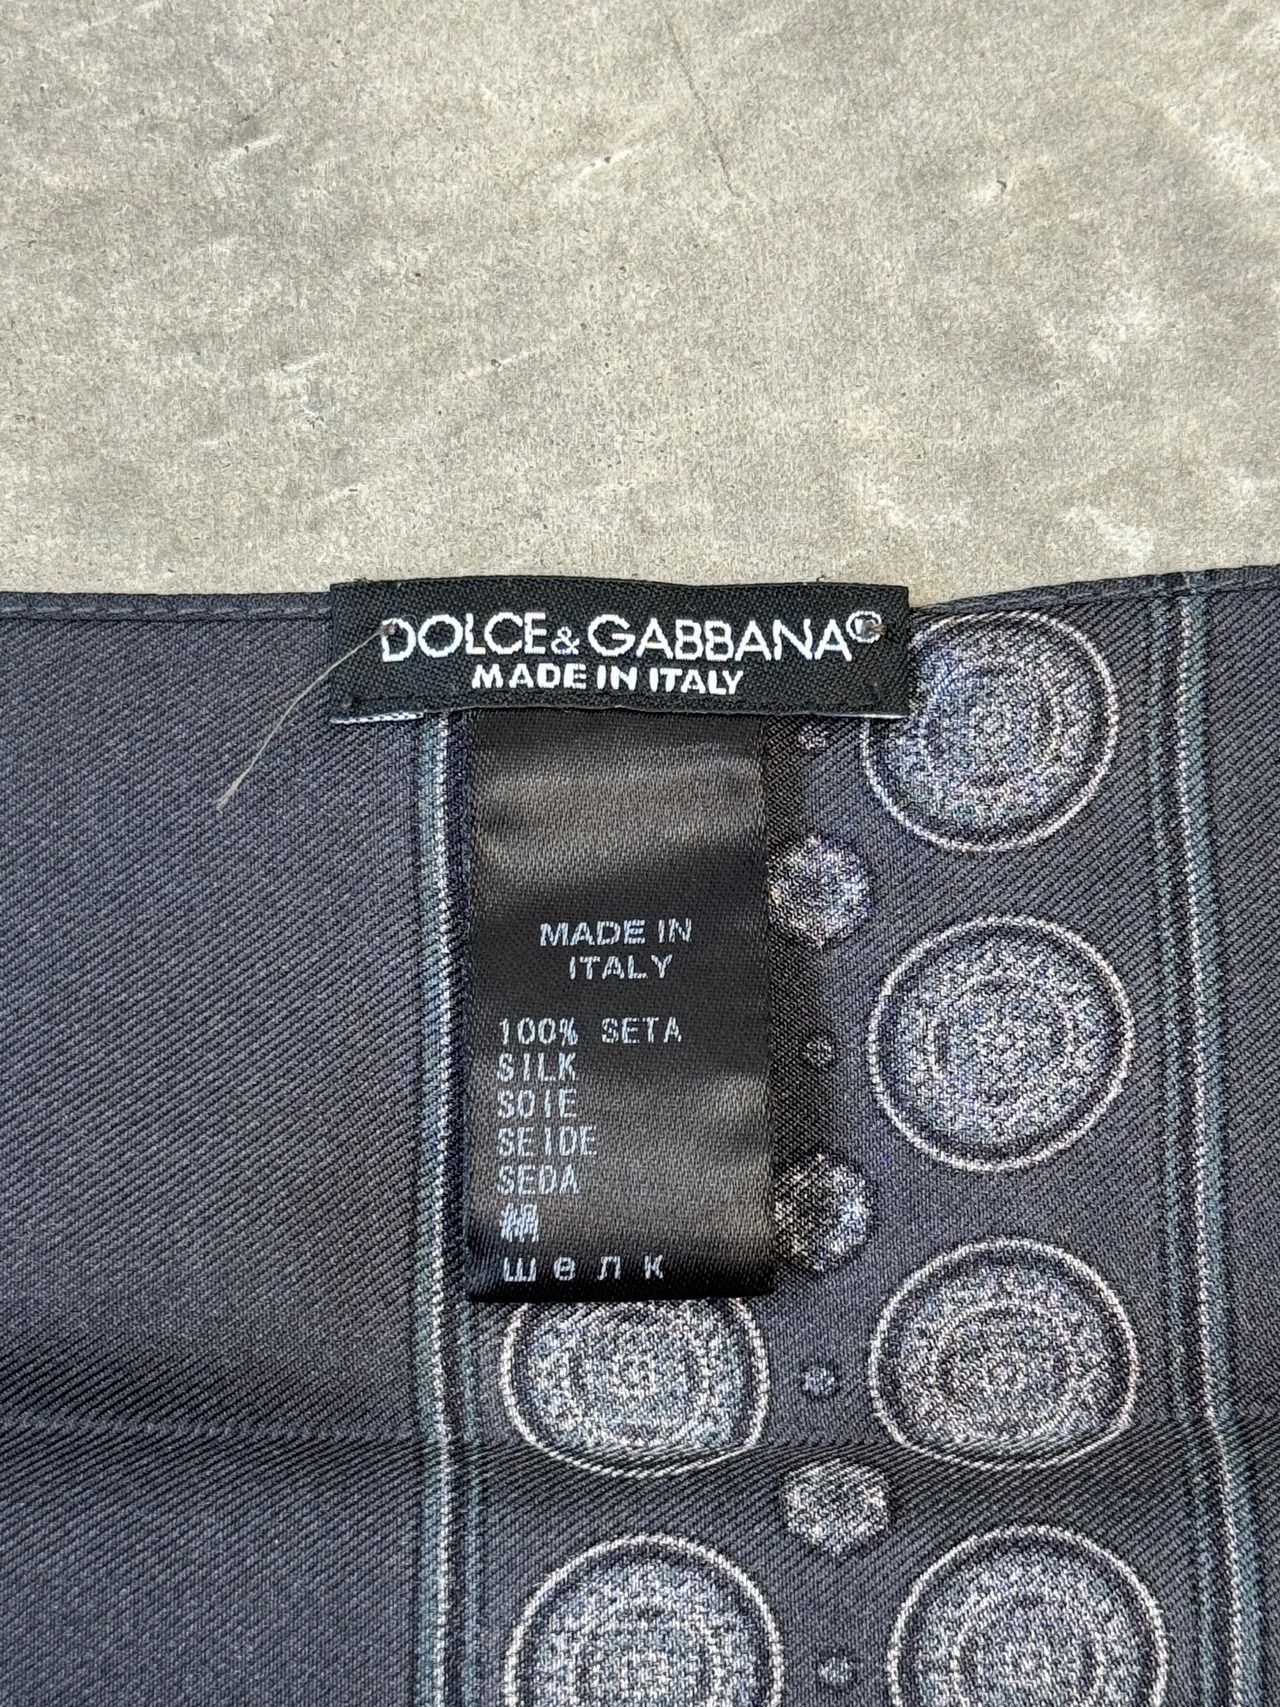 DOLCE&GABBANA®
MADE IN ITALY
MADE IN
ITALY
100% SETA
SILK
SOIE
SEIDE
SEDA
絹
шелк